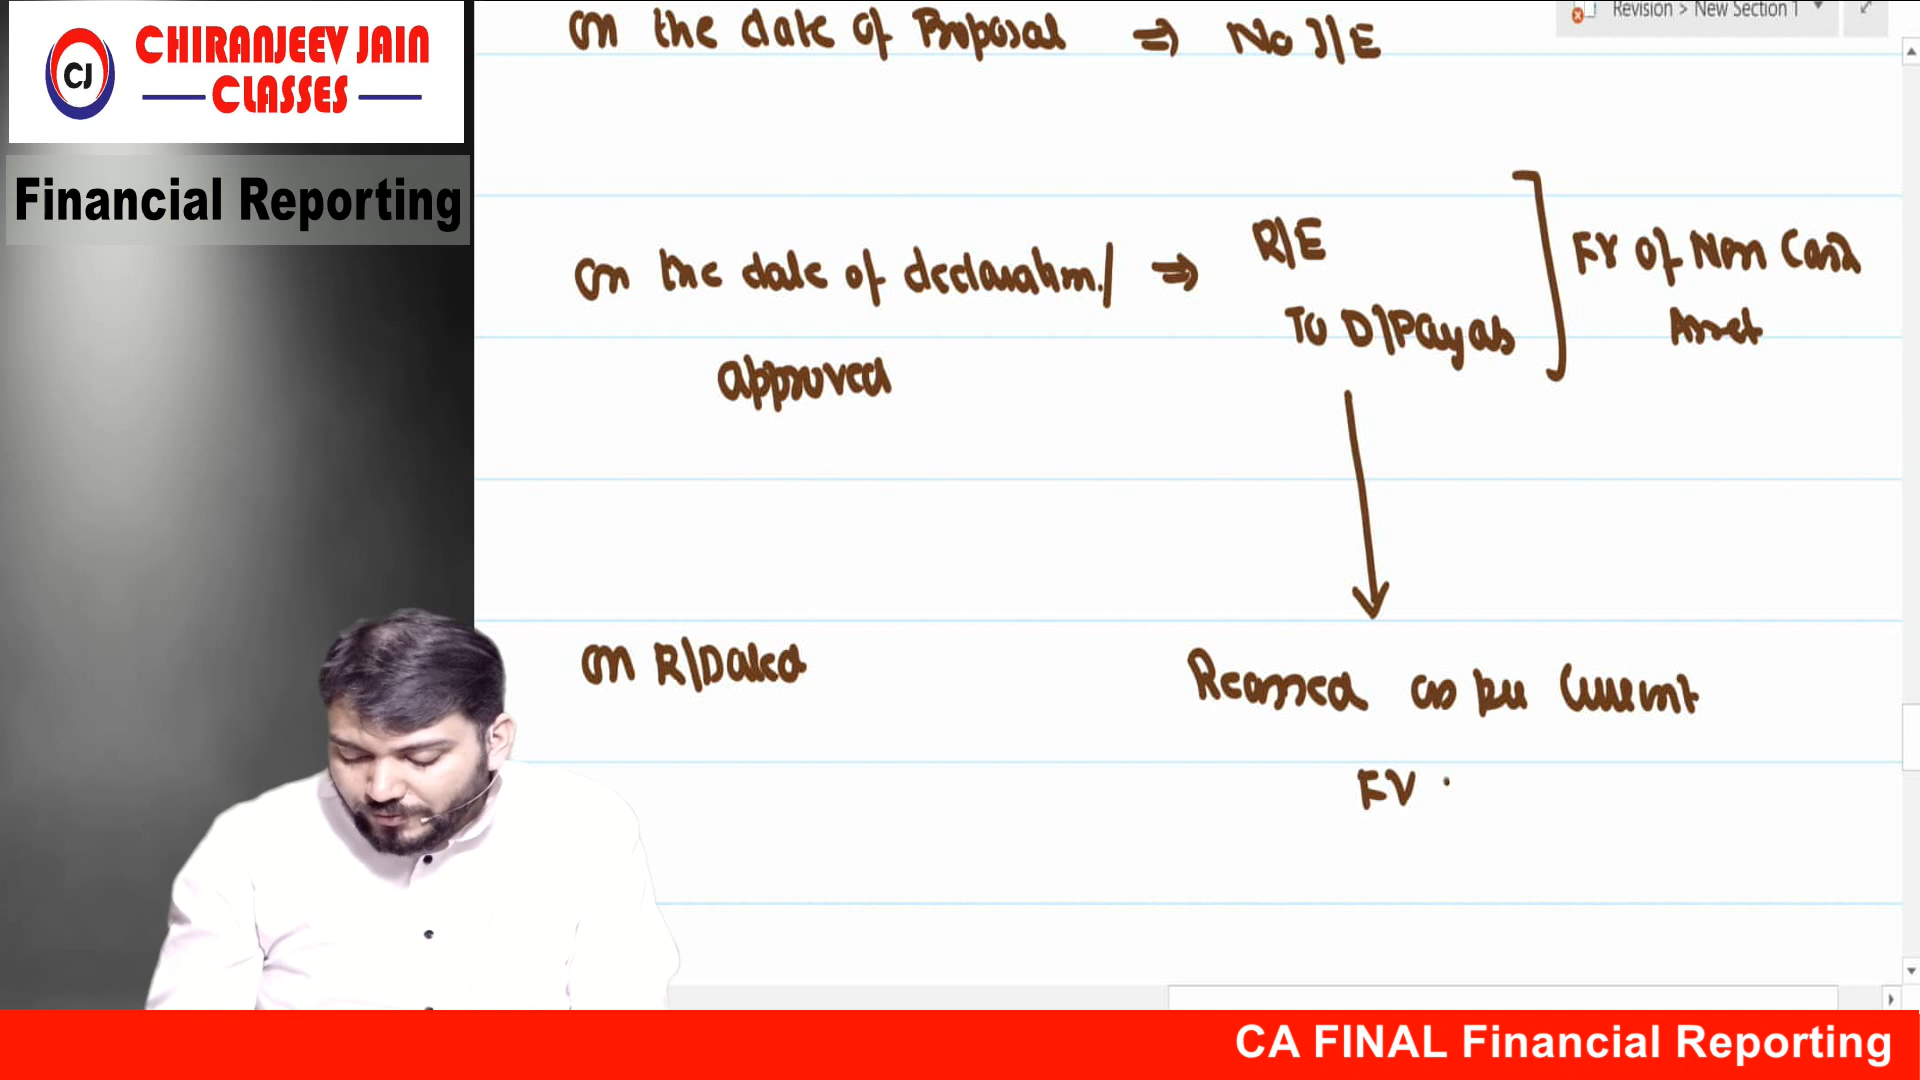 CHIRANJEEV JAIN
CLASSES
CJ
Financial Reporting
Revision > New Section 1
on the date of Proposal ⇒ No J/E
on the date of declaration/ ⇒ R/E
approved
To D/Payab
FV of Non Cash
Asset
on R/Date
as per Current
FV .
CA FINAL Financial Reporting